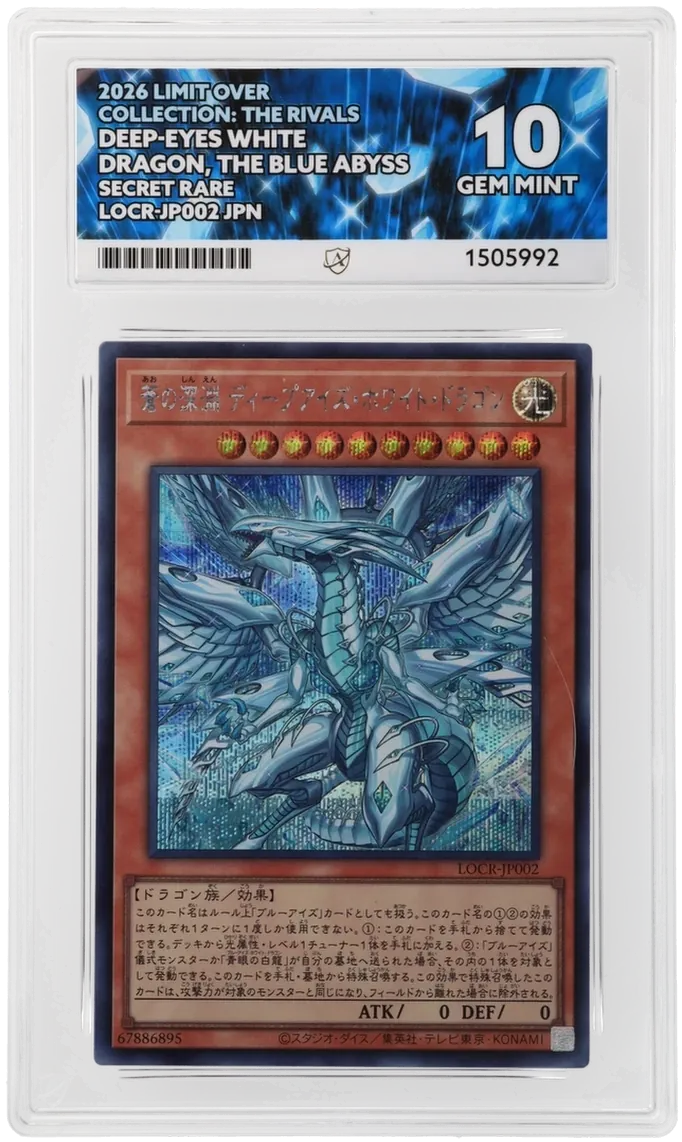 2026 LIMIT OVER
COLLECTION: THE RIVALS
DEEP-EYES WHITE
DRAGON, THE BLUE ABYSS
SECRET RARE
LOCR-JP002 JPN
10
GEM MINT
1505992
蒼の深淵 ディープアイズ・ホワイト・ドラゴン
光
LOCR-JP002
【ドラゴン族/効果】
このカード名はルール上「ブルーアイズ」カードとしても扱う。このカード名の①②の効果
はそれぞれ1ターンに1度しか使用できない。①:このカードを手札から捨てて発動
できる。デッキから光属性・レベル1チューナー1体を手札に加える。②:「ブルーアイズ」
儀式モンスターか「青眼の白龍」が自分の墓地へ送られた場合、その内の1体を対象と
して発動できる。このカードを手札・墓地から特殊召喚する。この効果で特殊召喚したこの
カードは、攻撃力が対象のモンスターと同じになり、フィールドから離れた場合に除外される。
ATK/ 0 DEF/ 0
67886895
©スタジオ・ダイス/集英社・テレビ東京・KONAMI